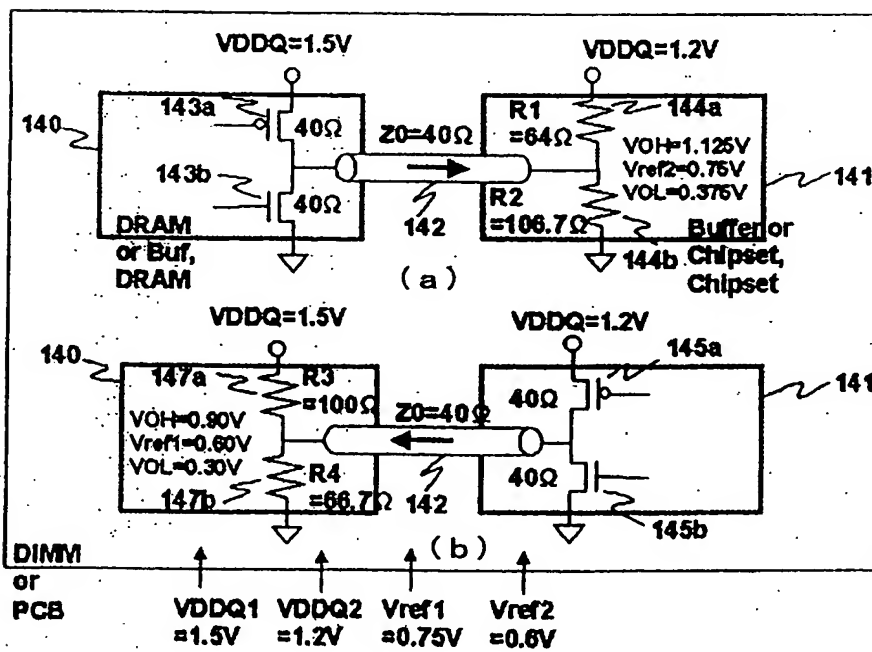 VDDQ=1.5V
VDDQ=1.2V
140
143a
40Ω
Z0=40Ω
R1
=64Ω
144a
VOH=1.125V
Vref2=0.75V
VOL=0.375V
141
143b
40Ω
142
R2
=106.7Ω
144b
DRAM
or Buf,
DRAM
(a)
Buffer or
Chipset,
Chipset
VDDQ=1.5V
VDDQ=1.2V
140
147a
R3
=100Ω
Z0=40Ω
40Ω
145a
141
VOH=0.90V
Vref1=0.60V
VOL=0.30V
147b
R4
=66.7Ω
142
40Ω
145b
(b)
DIMM
or
PCB
VDDQ1
=1.5V
VDDQ2
=1.2V
Vref1
=0.75V
Vref2
=0.6V